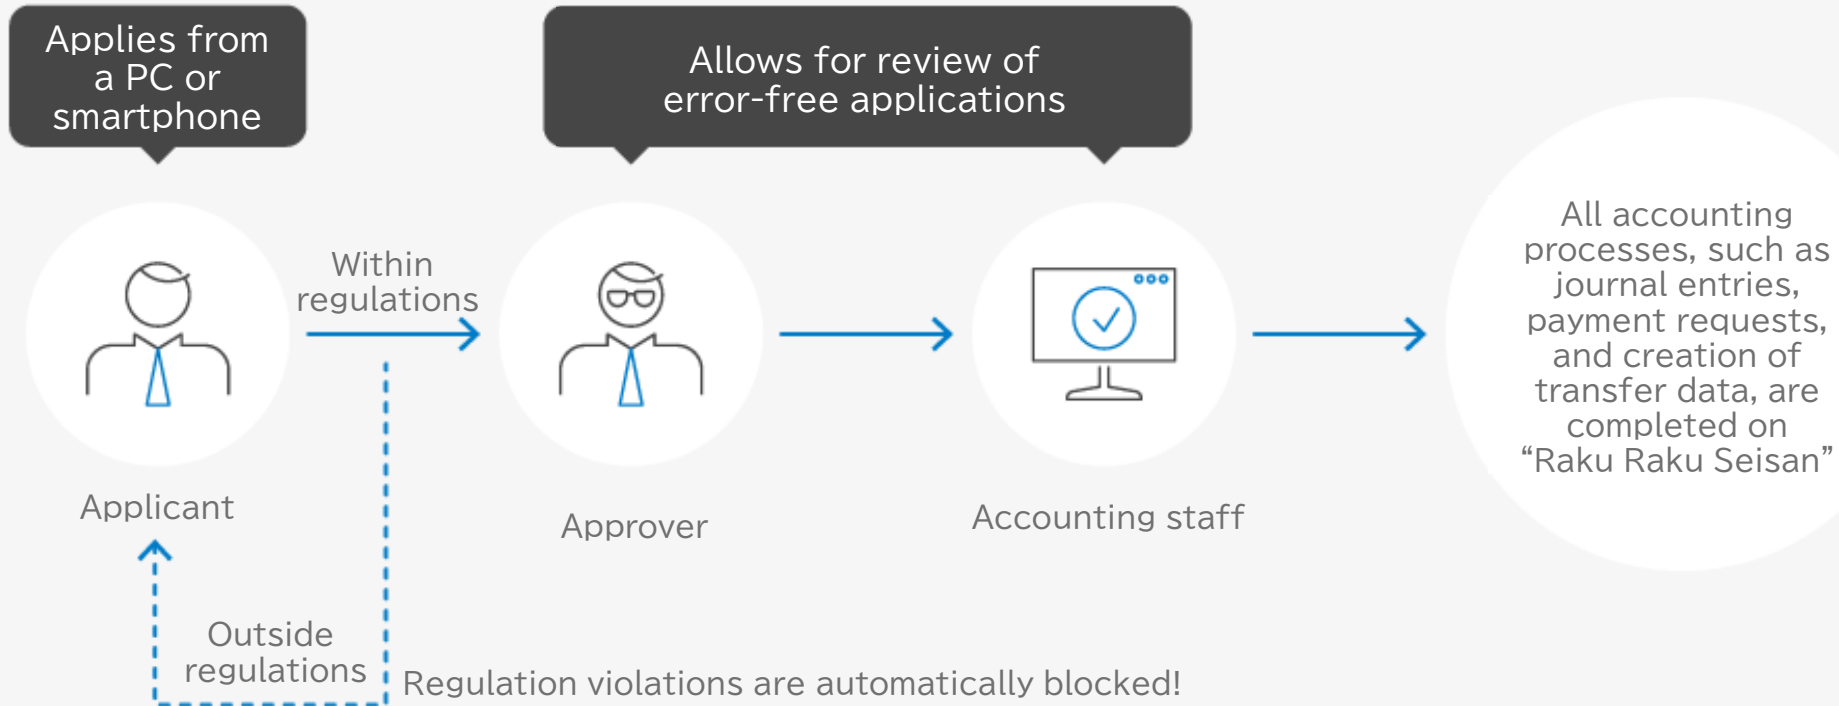 Applies from
a PC or
smartphone
Allows for review of
error-free applications
Within
regulations
All accounting
processes, such as
journal entries,
payment requests,
and creation of
transfer data, are
completed on
“Raku Raku Seisan”
Applicant
Approver
Accounting staff
Outside
regulations
Regulation violations are automatically blocked!